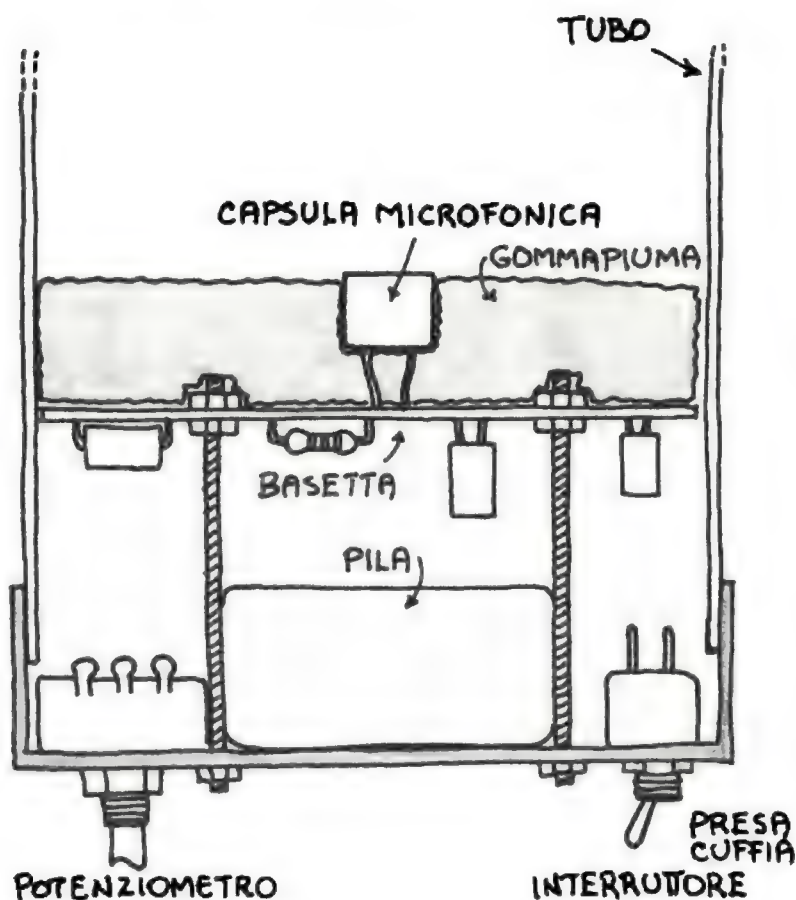 TUBO
CAPSULA MICROFONICA
GOMMAPIUMA
BASETTA
PILA
PRESA
CUFFIA
POTENZIOMETRO
INTERRUTTORE